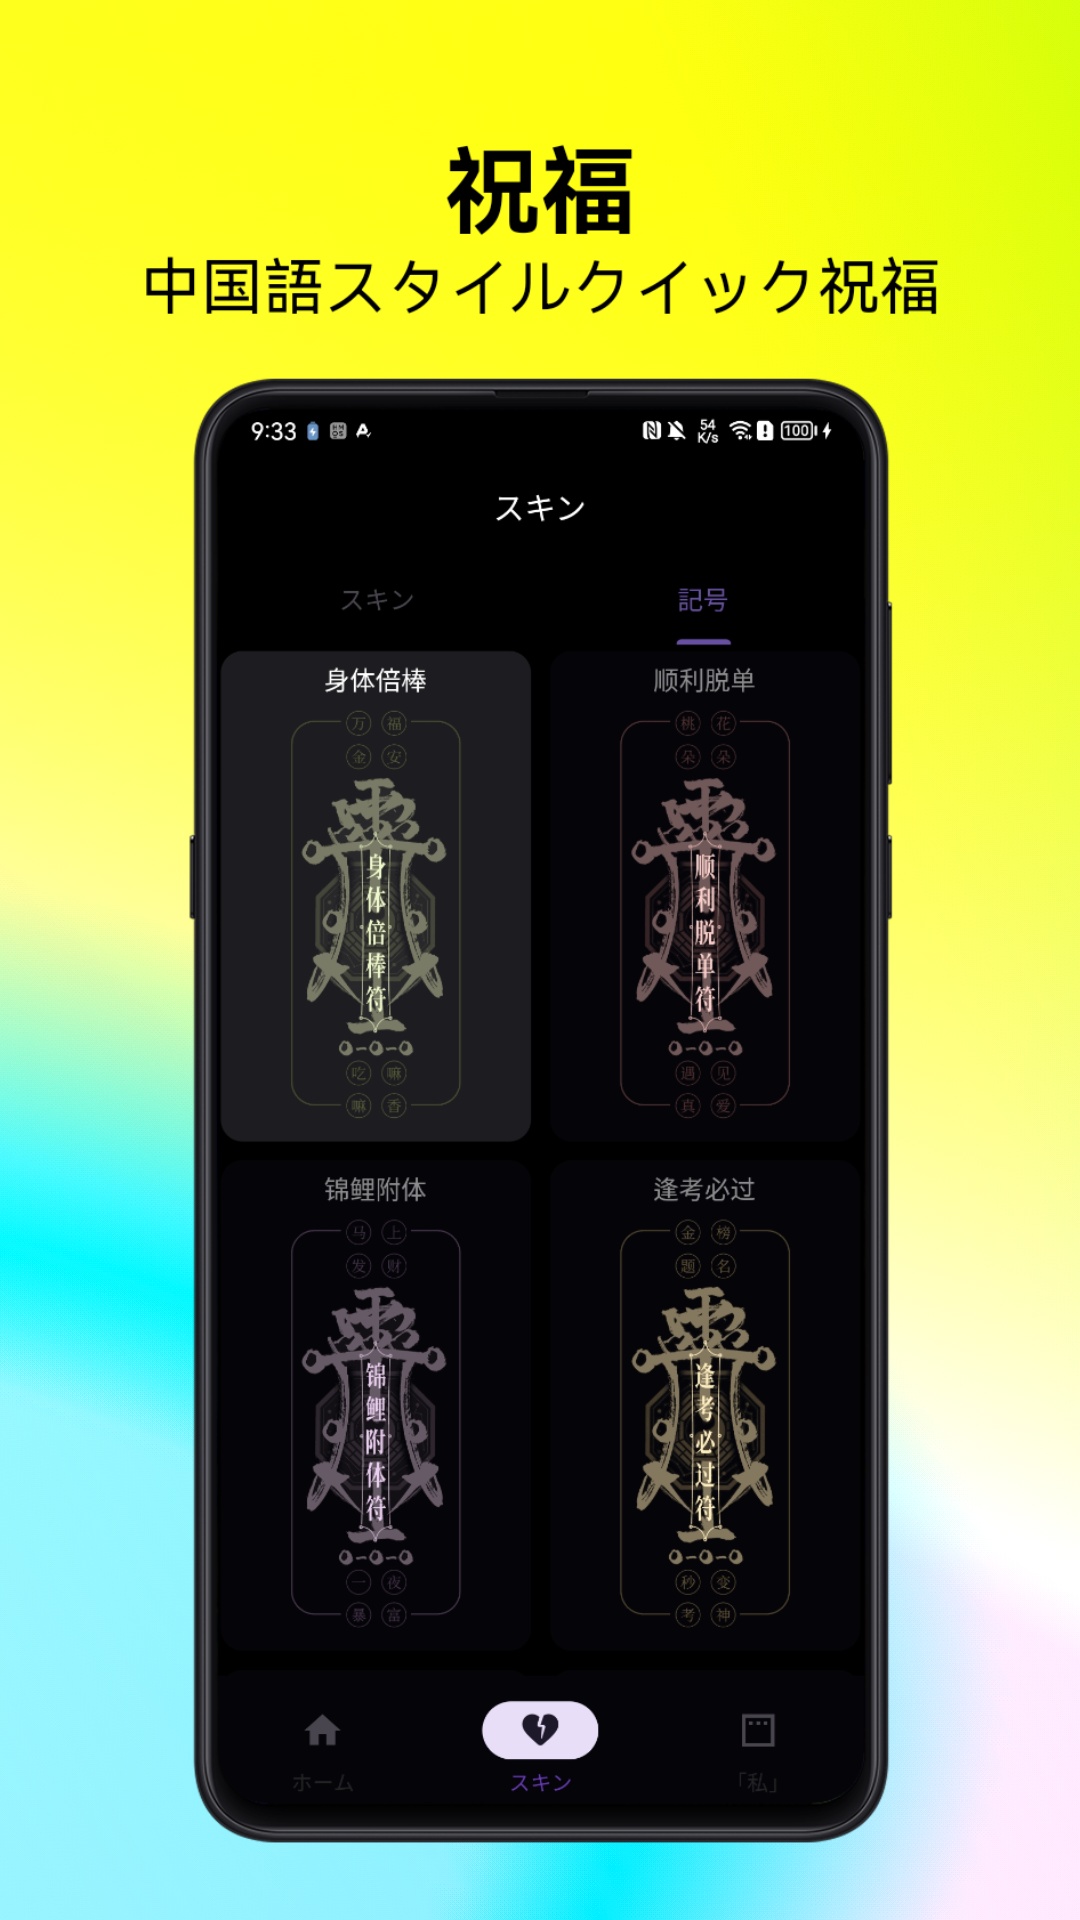 祝福
中国語スタイルクイック祝福
9:33
54 K/s
100
スキン
スキン
記号
身体倍棒
万 福
金 安
身体倍棒符
吃 嘛
嘛 香
顺利脱单
桃 花
朵 朵
顺利脱单符
遇 见
真 爱
锦鲤附体
马 上
发 财
锦鲤附体符
一 夜
暴 富
逢考必过
金 榜
题 名
逢考必过符
秒 变
考 神
ホーム
スキン
「私」